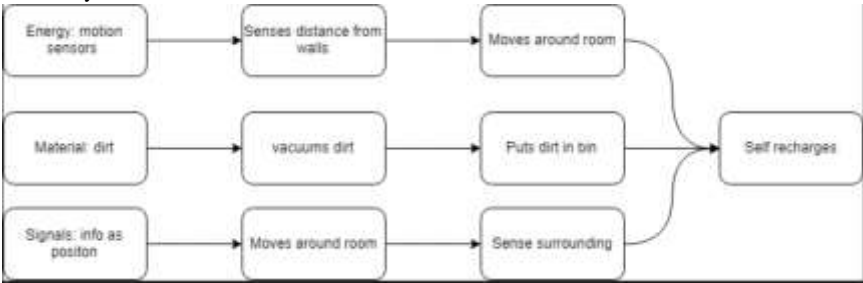 Energy: motion
sensors
Senses distance from
walls
Moves around room
Material: dirt
vacuums dirt
Puts dirt in bin
Self recharges
Signals: info as
positon
Moves around room
Sense surrounding